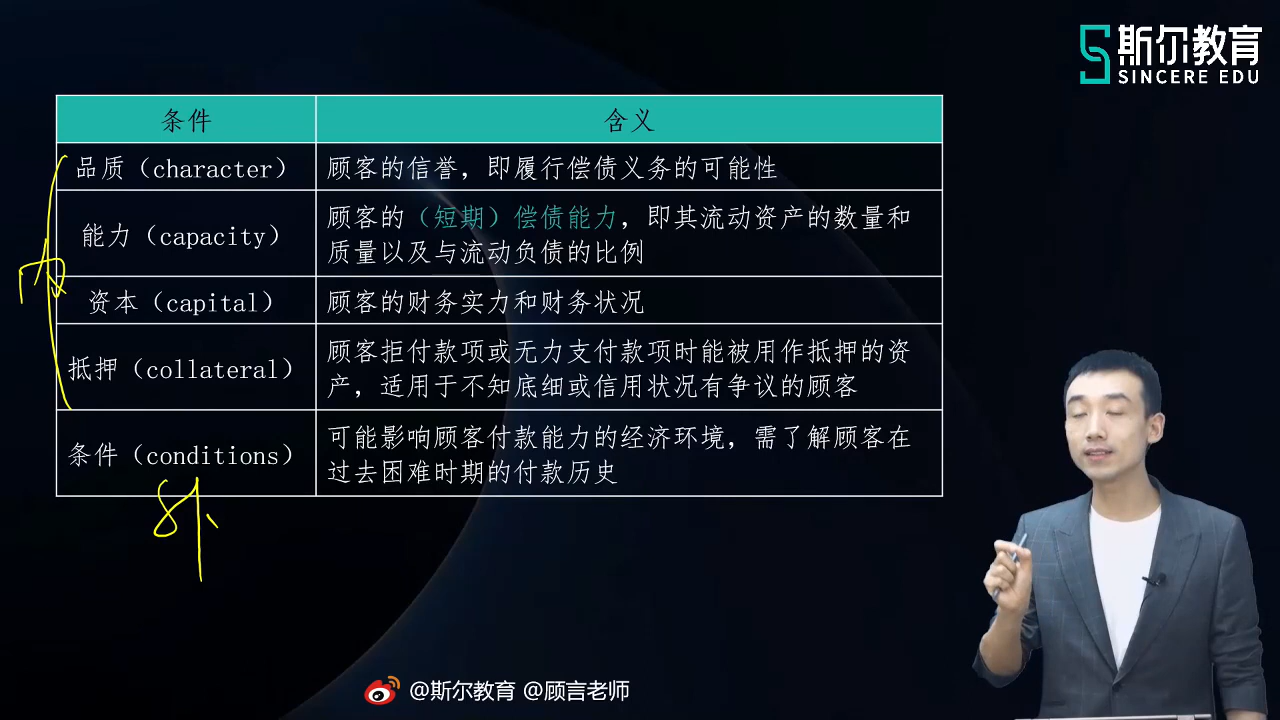 斯尔教育
SINCERE EDU
条件 含义
品质（character） 顾客的信誉，即履行偿债义务的可能性
能力（capacity） 顾客的（短期）偿债能力，即其流动资产的数量和
质量以及与流动负债的比例
资本（capital） 顾客的财务实力和财务状况
抵押（collateral） 顾客拒付款项或无力支付款项时能被用作抵押的资
产，适用于不知底细或信用状况有争议的顾客
条件（conditions） 可能影响顾客付款能力的经济环境，需了解顾客在
过去困难时期的付款历史
内
外
@斯尔教育 @顾言老师